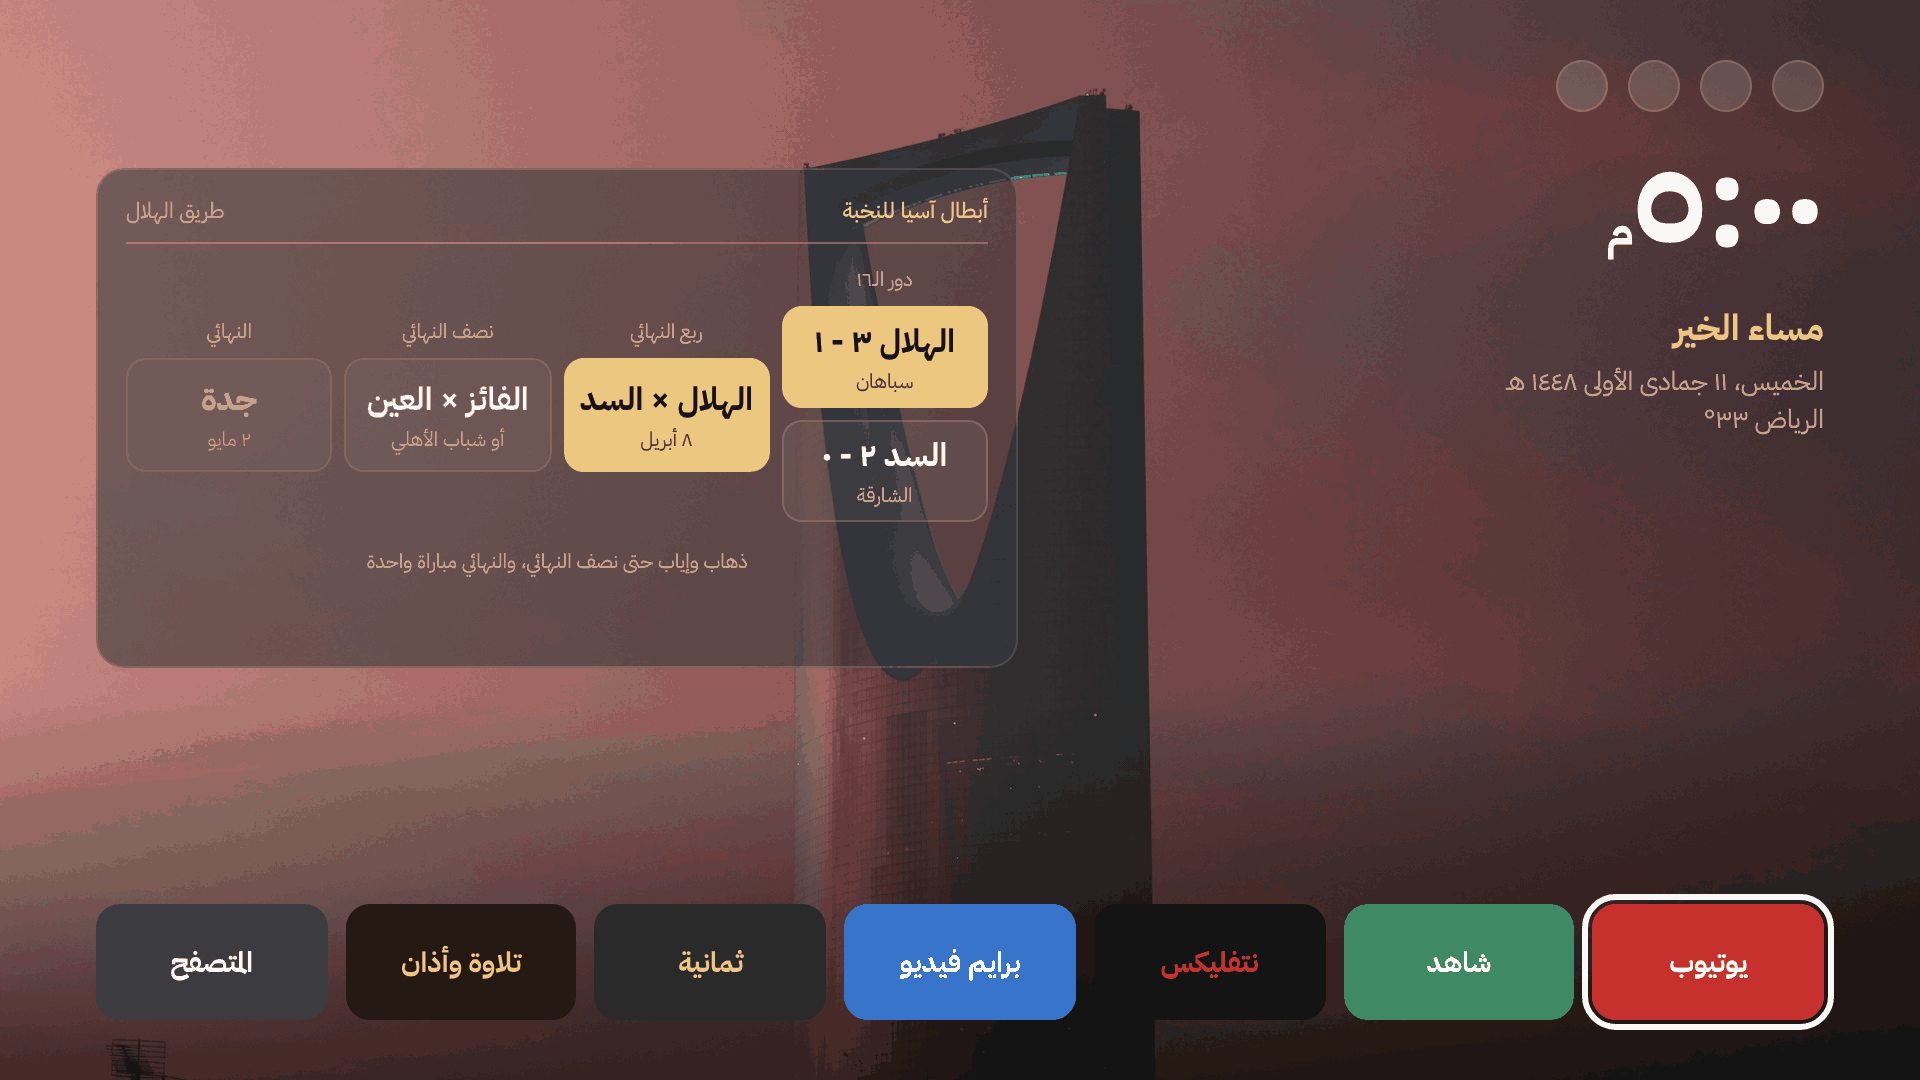 ٥:٠٠م
مساء الخير
الخميس، ١١ جمادى الأولى ١٤٤٨ هـ
الرياض ٣٣°
أبطال آسيا للنخبة
طريق الهلال
دور الـ١٦
الهلال ٣ - ١
سباهان
السد ٢ - ٠
الشارقة
ربع النهائي
الهلال × السد
٨ أبريل
نصف النهائي
الفائز × العين
أو شباب الأهلي
النهائي
جدة
٢ مايو
ذهاب وإياب حتى نصف النهائي، والنهائي مباراة واحدة
يوتيوب
شاهد
نتفليكس
برايم فيديو
ثمانية
تلاوة وأذان
المتصفح